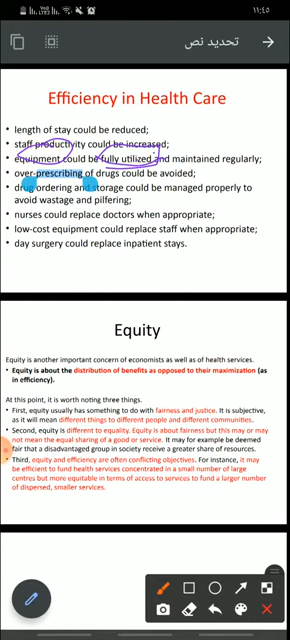 ١١:٤٥
تحديد نص
Efficiency in Health Care
• length of stay could be reduced;
• staff productivity could be increased;
• equipment could be fully utilized and maintained regularly;
• over-prescribing of drugs could be avoided;
• drug ordering and storage could be managed properly to
avoid wastage and pilfering;
• nurses could replace doctors when appropriate;
• low-cost equipment could replace staff when appropriate;
• day surgery could replace inpatient stays.
Equity
Equity is another important concern of economists as well as of health services.
• Equity is about the distribution of benefits as opposed to their maximization (as
in efficiency).
At this point, it is worth noting three things.
• First, equity usually has something to do with fairness and justice. It is subjective,
as it will mean different things to different people and different communities.
• Second, equity is different to equality. Equity is about fairness but this may or may
not mean the equal sharing of a good or service. It may for example be deemed
fair that a disadvantaged group in society receive a greater share of resources.
• Third, equity and efficiency are often conflicting objectives. For instance, it may
be efficient to fund health services concentrated in a small number of large
centres but more equitable in terms of access to services to fund a larger number
of dispersed, smaller services.